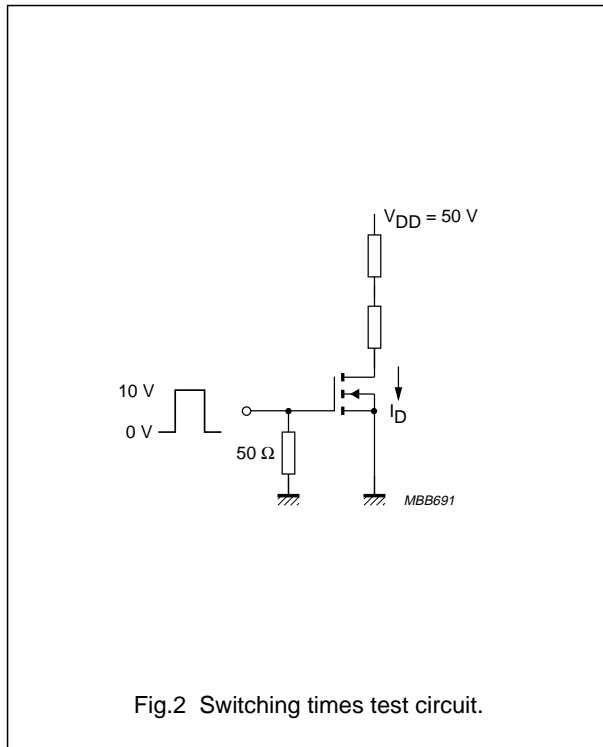 V_DD = 50 V
10 V
0 V
I_D
50 Ω
MBB691
Fig.2 Switching times test circuit.